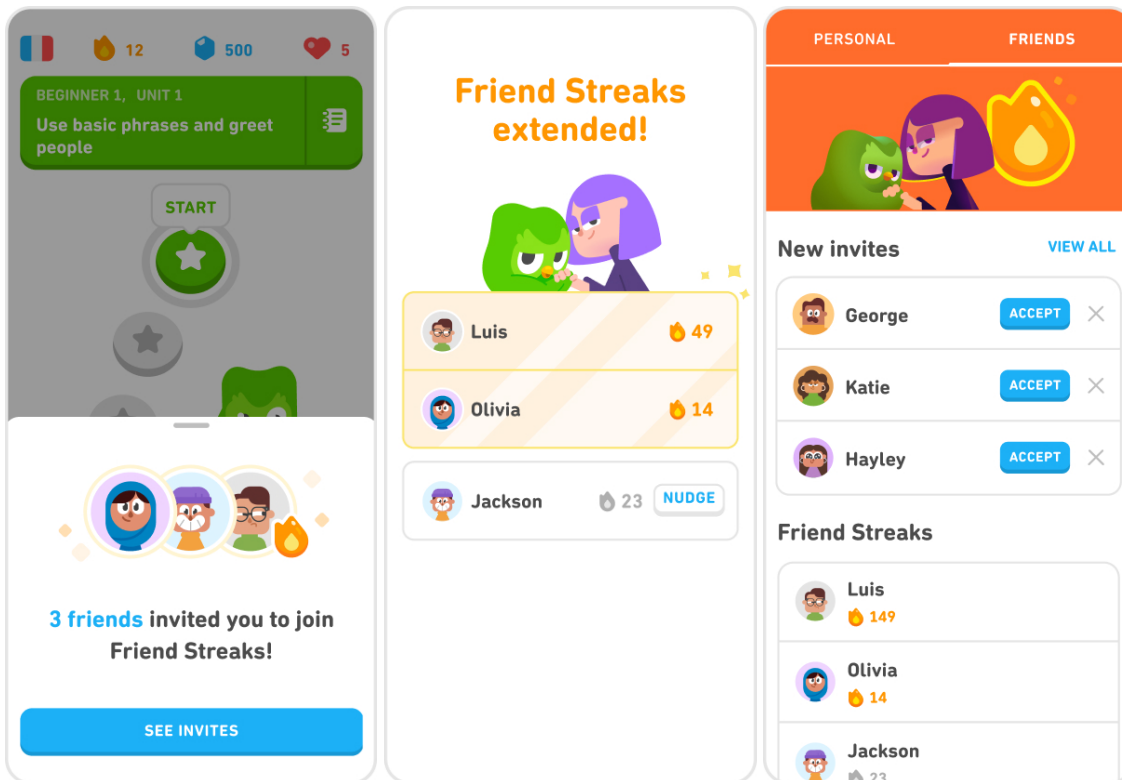 12
500
5
BEGINNER 1, UNIT 1
Use basic phrases and greet
people
START
3 friends invited you to join
Friend Streaks!
SEE INVITES
Friend Streaks
extended!
Luis
49
Olivia
14
Jackson
23
NUDGE
PERSONAL
FRIENDS
New invites
VIEW ALL
George
ACCEPT
Katie
ACCEPT
Hayley
ACCEPT
Friend Streaks
Luis
149
Olivia
14
Jackson
23